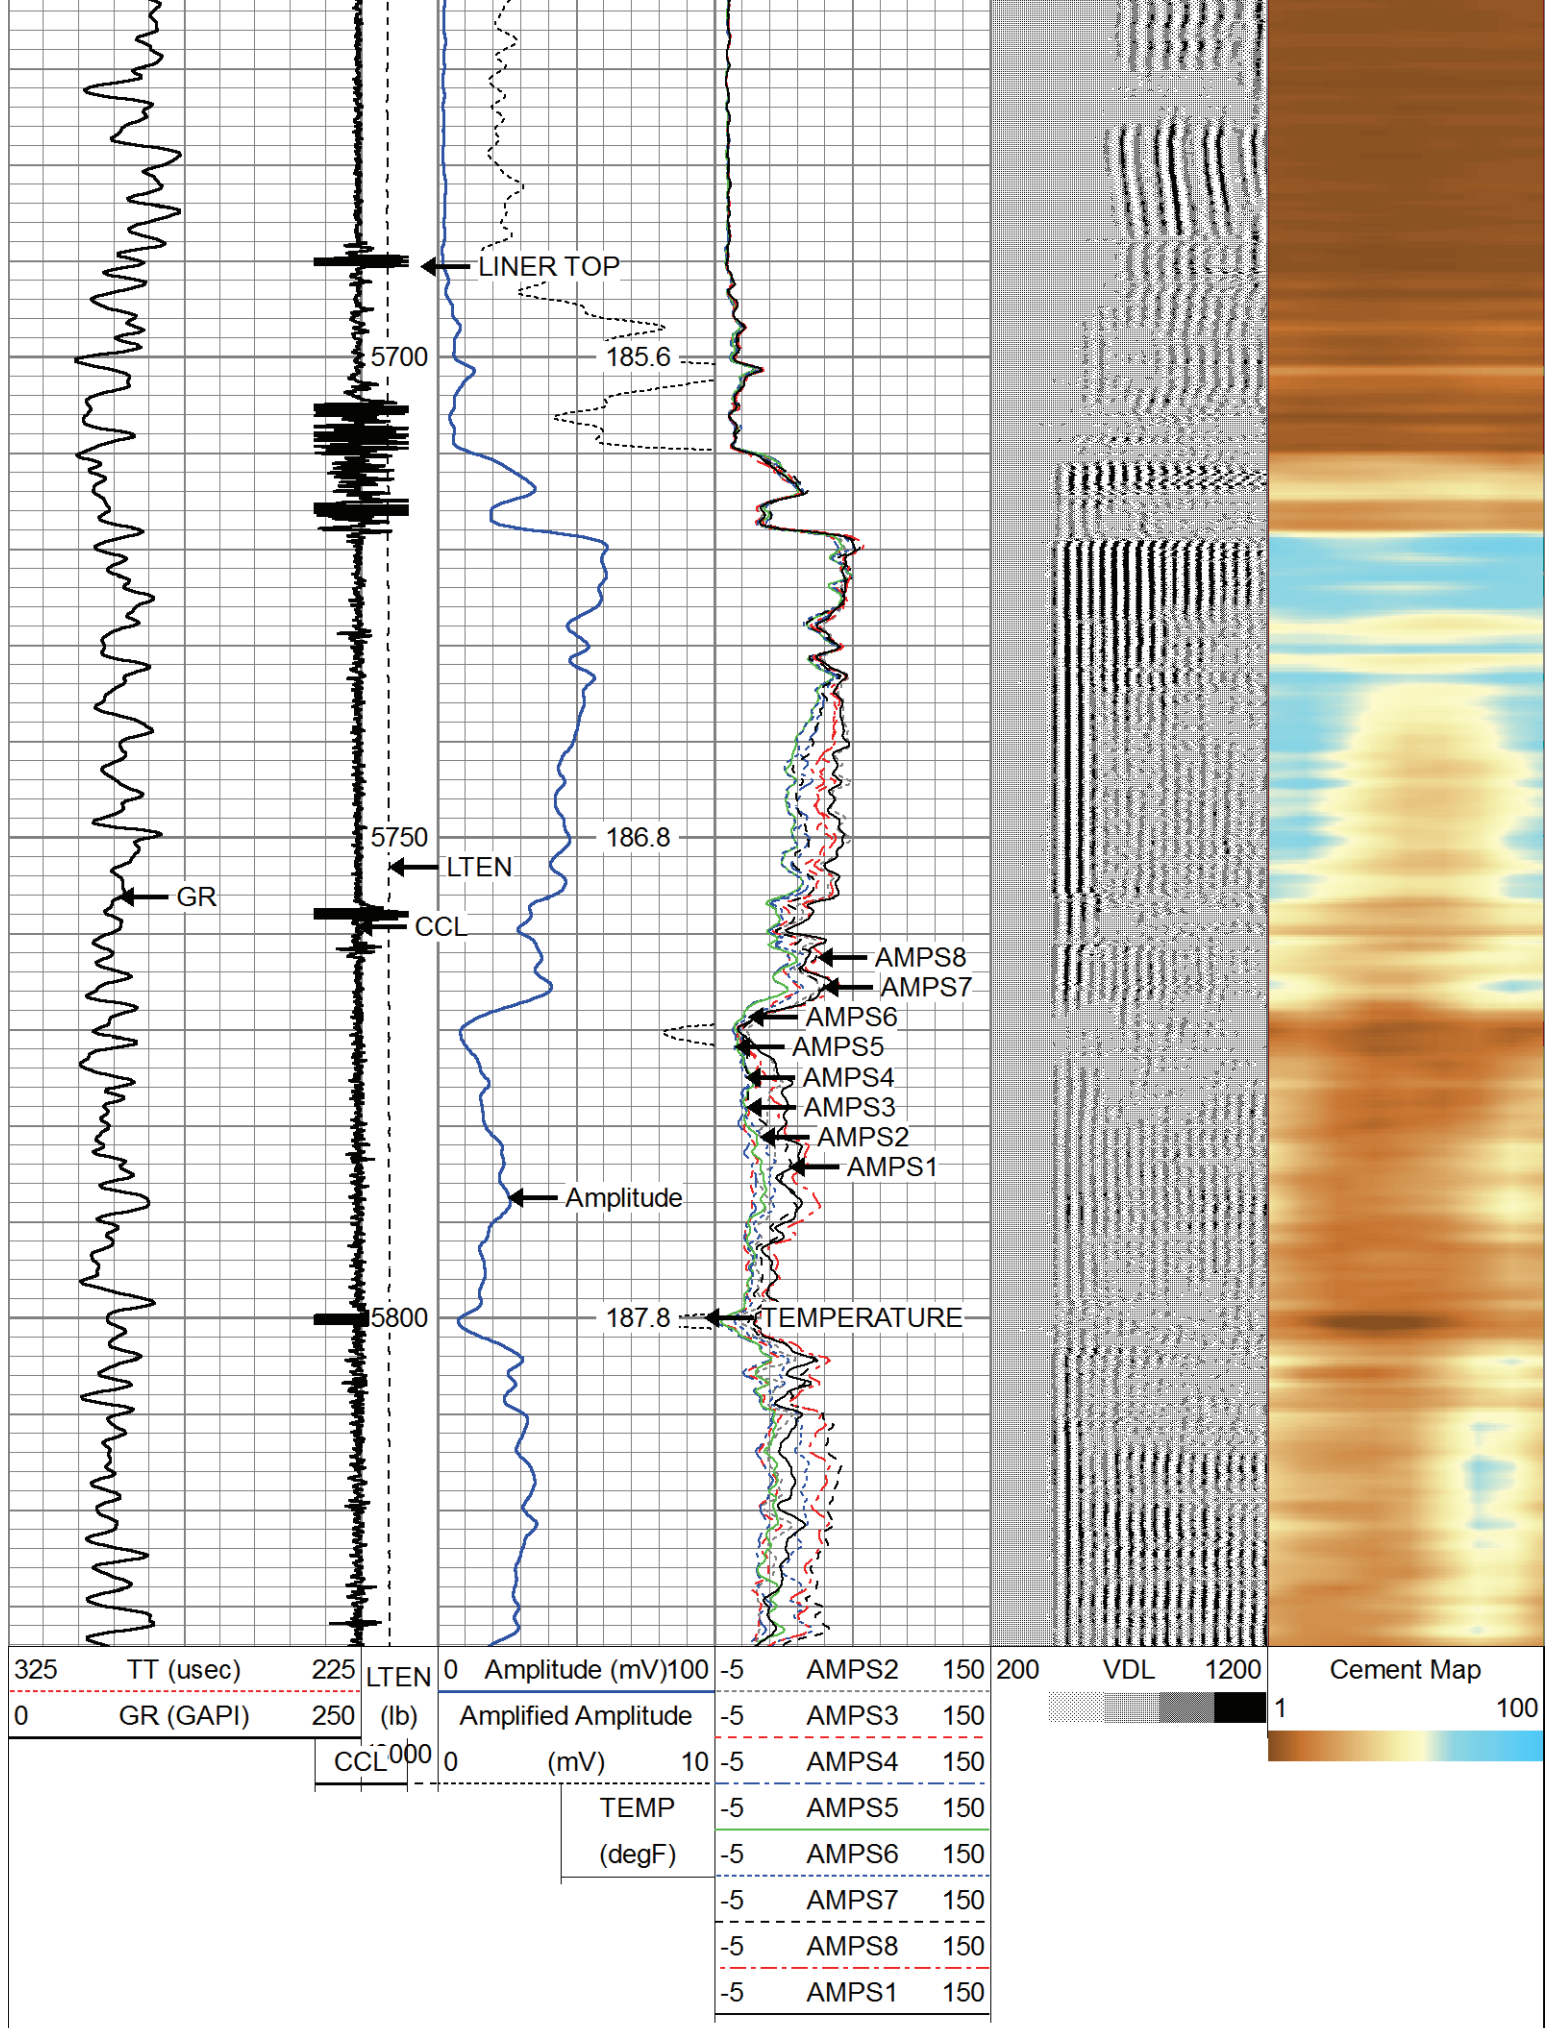 LINER TOP
5700 185.6
5750 186.8
LTEN
GR
CCL
AMPS8
AMPS7
AMPS6
AMPS5
AMPS4
AMPS3
AMPS2
AMPS1
Amplitude
5800 187.8 TEMPERATURE
325 TT (usec) 225 LTEN 0 Amplitude (mV)100 -5 AMPS2 150 200 VDL 1200 Cement Map
0 GR (GAPI) 250 (lb) Amplified Amplitude -5 AMPS3 150 1 100
CCL 000 0 (mV) 10 -5 AMPS4 150
TEMP -5 AMPS5 150
(degF) -5 AMPS6 150
-5 AMPS7 150
-5 AMPS8 150
-5 AMPS1 150